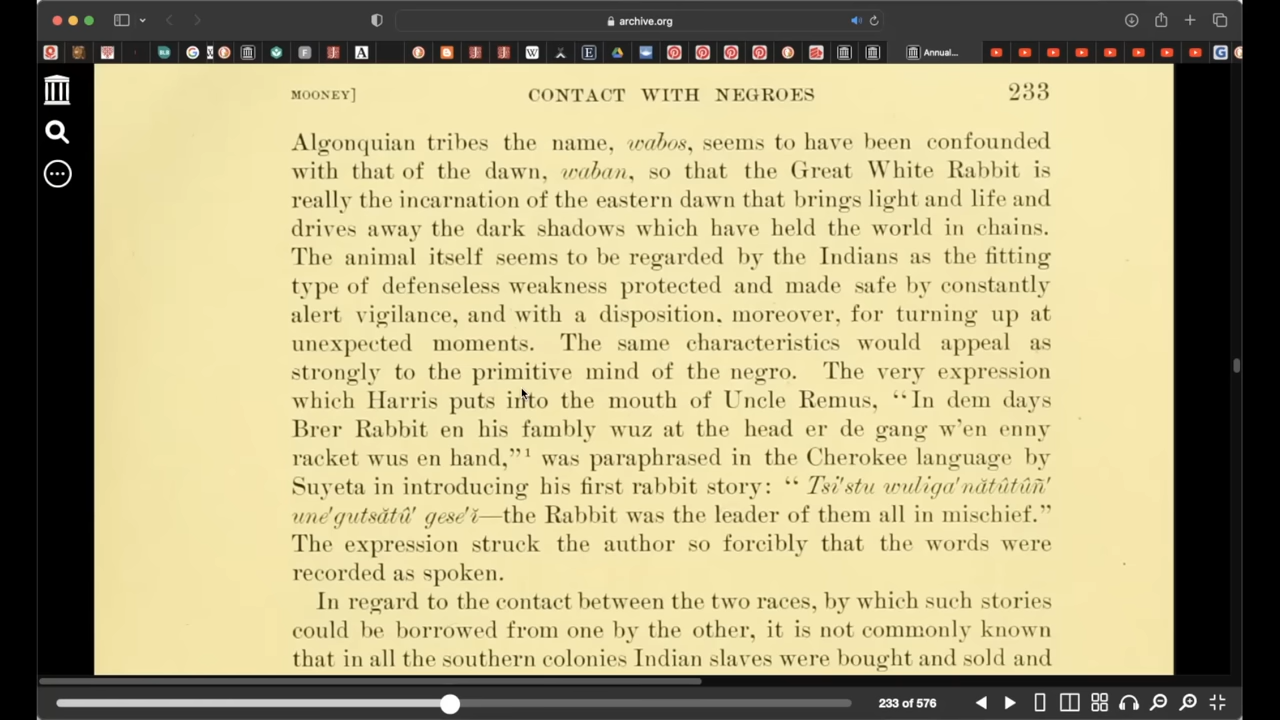 archive.org
Annual...
MOONEY]
CONTACT WITH NEGROES
233
Algonquian tribes the name, wabos, seems to have been confounded
with that of the dawn, waban, so that the Great White Rabbit is
really the incarnation of the eastern dawn that brings light and life and
drives away the dark shadows which have held the world in chains.
The animal itself seems to be regarded by the Indians as the fitting
type of defenseless weakness protected and made safe by constantly
alert vigilance, and with a disposition, moreover, for turning up at
unexpected moments. The same characteristics would appeal as
strongly to the primitive mind of the negro. The very expression
which Harris puts into the mouth of Uncle Remus, “In dem days
Brer Rabbit en his fambly wuz at the head er de gang w’en enny
racket wus en hand,”¹ was paraphrased in the Cherokee language by
Suyeta in introducing his first rabbit story: “Tsi′stu wuliga′nătûtûñ′
une′gutsătû′ gese′ĭ—the Rabbit was the leader of them all in mischief.”
The expression struck the author so forcibly that the words were
recorded as spoken.
In regard to the contact between the two races, by which such stories
could be borrowed from one by the other, it is not commonly known
that in all the southern colonies Indian slaves were bought and sold and
233 of 576